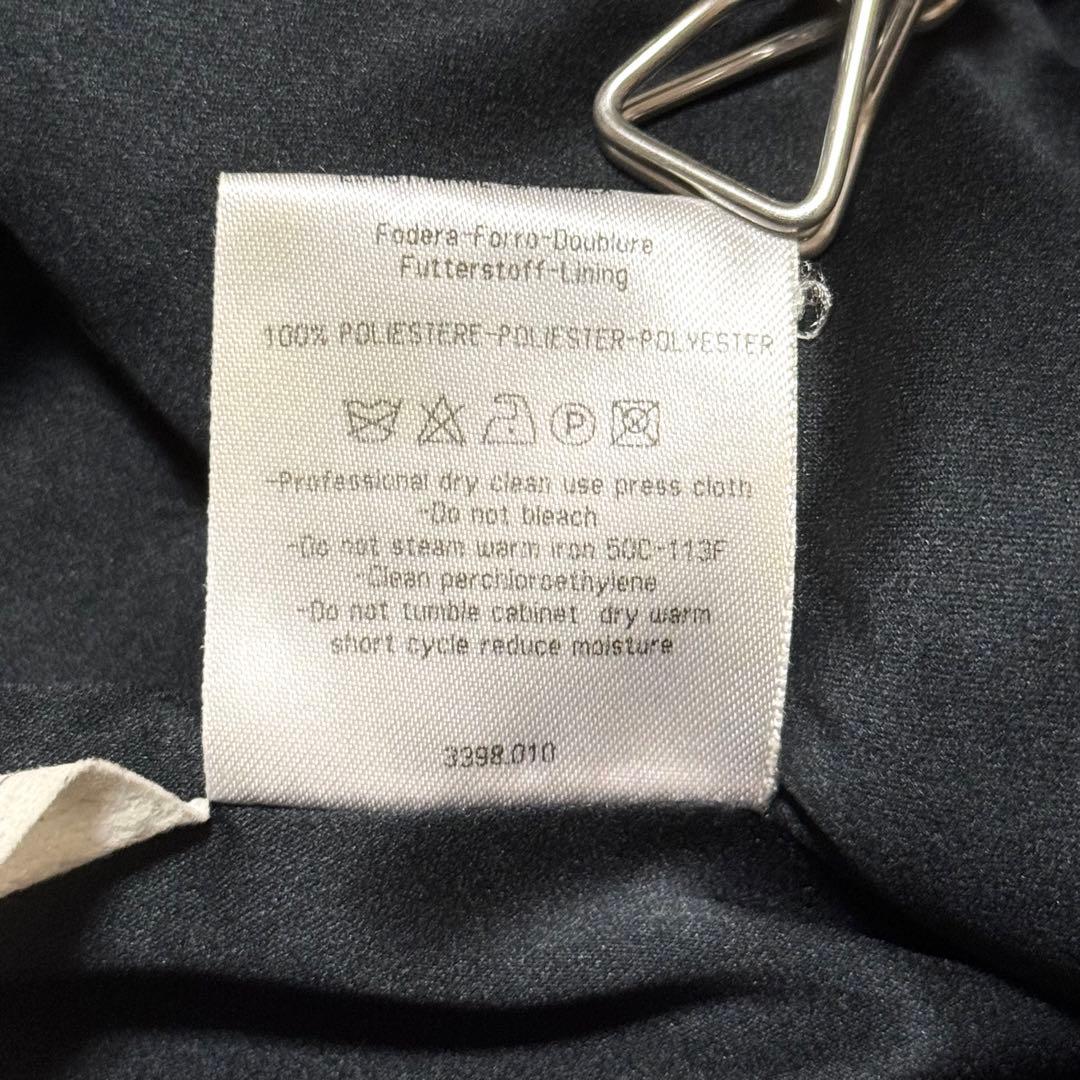 Fodera-Forro-Doublure
Futterstoff-Lining
100% POLIESTERE-POLIESTER-POLYESTER
P
-Professional dry clean use press cloth
-Do not bleach
-Do not steam warm iron 50C-113F
-Clean perchloroethylene
-Do not tumble cabinet dry warm
short cycle reduce moisture
3398.010